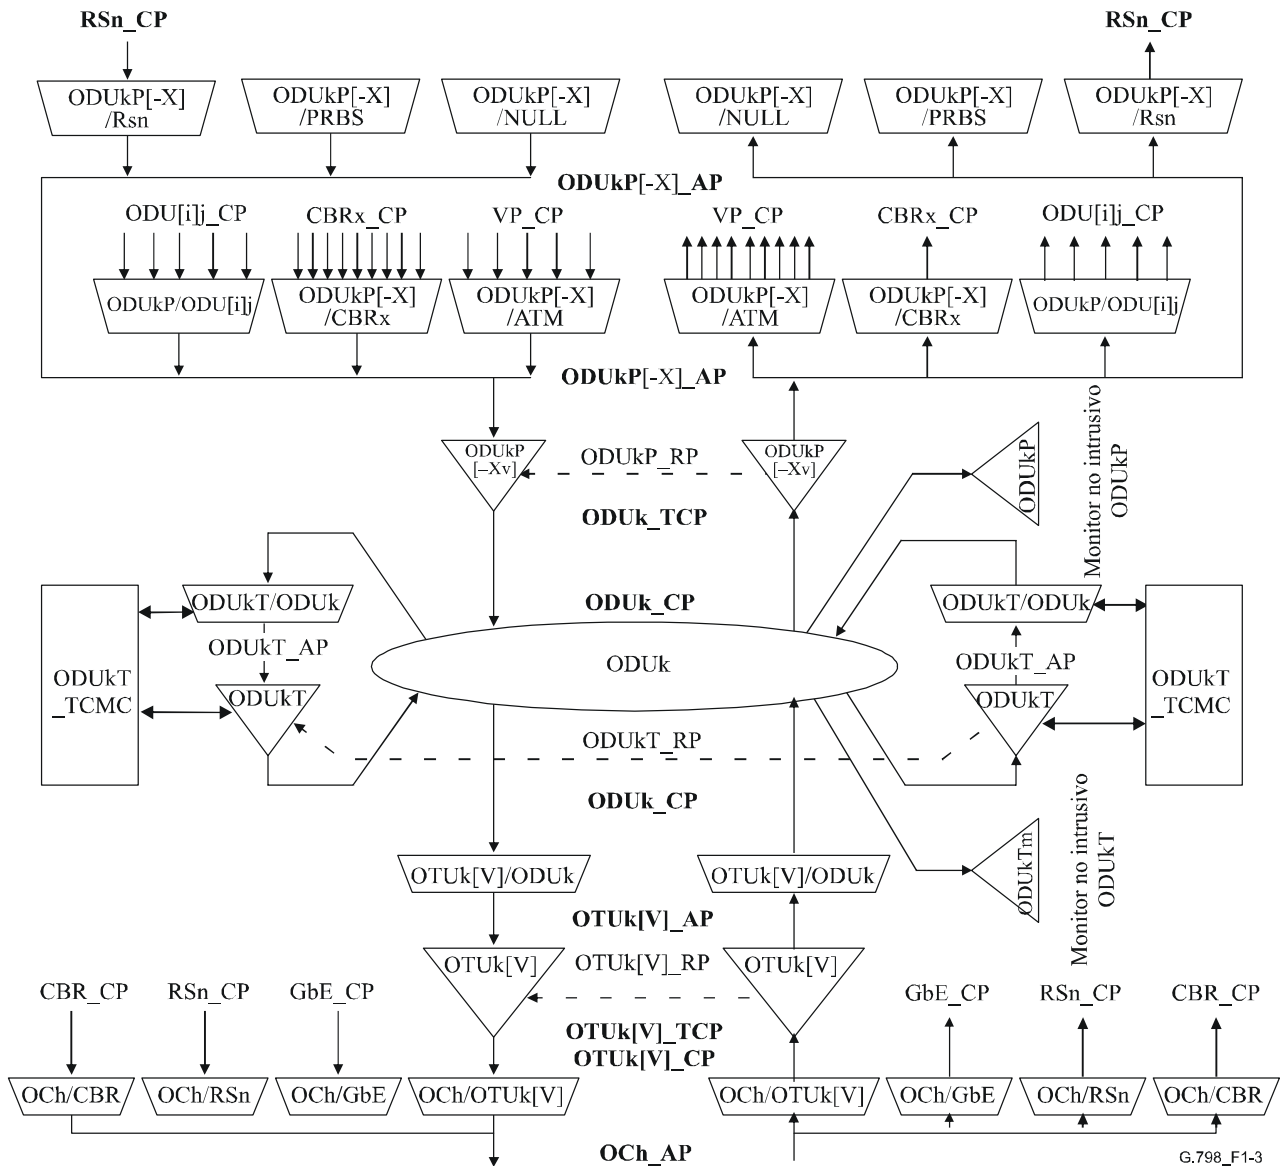 RSn_CP
RSn_CP
ODUkP[-X]
/Rsn
ODUkP[-X]
/PRBS
ODUkP[-X]
/NULL
ODUkP[-X]
/NULL
ODUkP[-X]
/PRBS
ODUkP[-X]
/Rsn
ODUkP[-X]_AP
ODU[i]j_CP
CBRx_CP
VP_CP
VP_CP
CBRx_CP
ODU[i]j_CP
ODUkP/ODU[i]j
ODUkP[-X]
/CBRx
ODUkP[-X]
/ATM
ODUkP[-X]
/ATM
ODUkP[-X]
/CBRx
ODUkP/ODU[i]j
ODUkP[-X]_AP
ODUkP
[–Xv]
ODUkP_RP
ODUkP
[–Xv]
ODUkP
Monitor no intrusivo
ODUkP
ODUk_TCP
ODUkT/ODUk
ODUk_CP
ODUkT/ODUk
ODUkT_AP
ODUk
ODUkT_AP
ODUkT
_TCMC
ODUkT
ODUkT
ODUkT
_TCMC
ODUkT_RP
ODUk_CP
OTUk[V]/ODUk
OTUk[V]/ODUk
ODUkTm
Monitor no intrusivo
ODUkT
OTUk[V]_AP
OTUk[V]
OTUk[V]_RP
OTUk[V]
CBR_CP
RSn_CP
GbE_CP
GbE_CP
RSn_CP
CBR_CP
OTUk[V]_TCP
OTUk[V]_CP
OCh/CBR
OCh/RSn
OCh/GbE
OCh/OTUk[V]
OCh/OTUk[V]
OCh/GbE
OCh/RSn
OCh/CBR
OCh_AP
G.798_F1-3